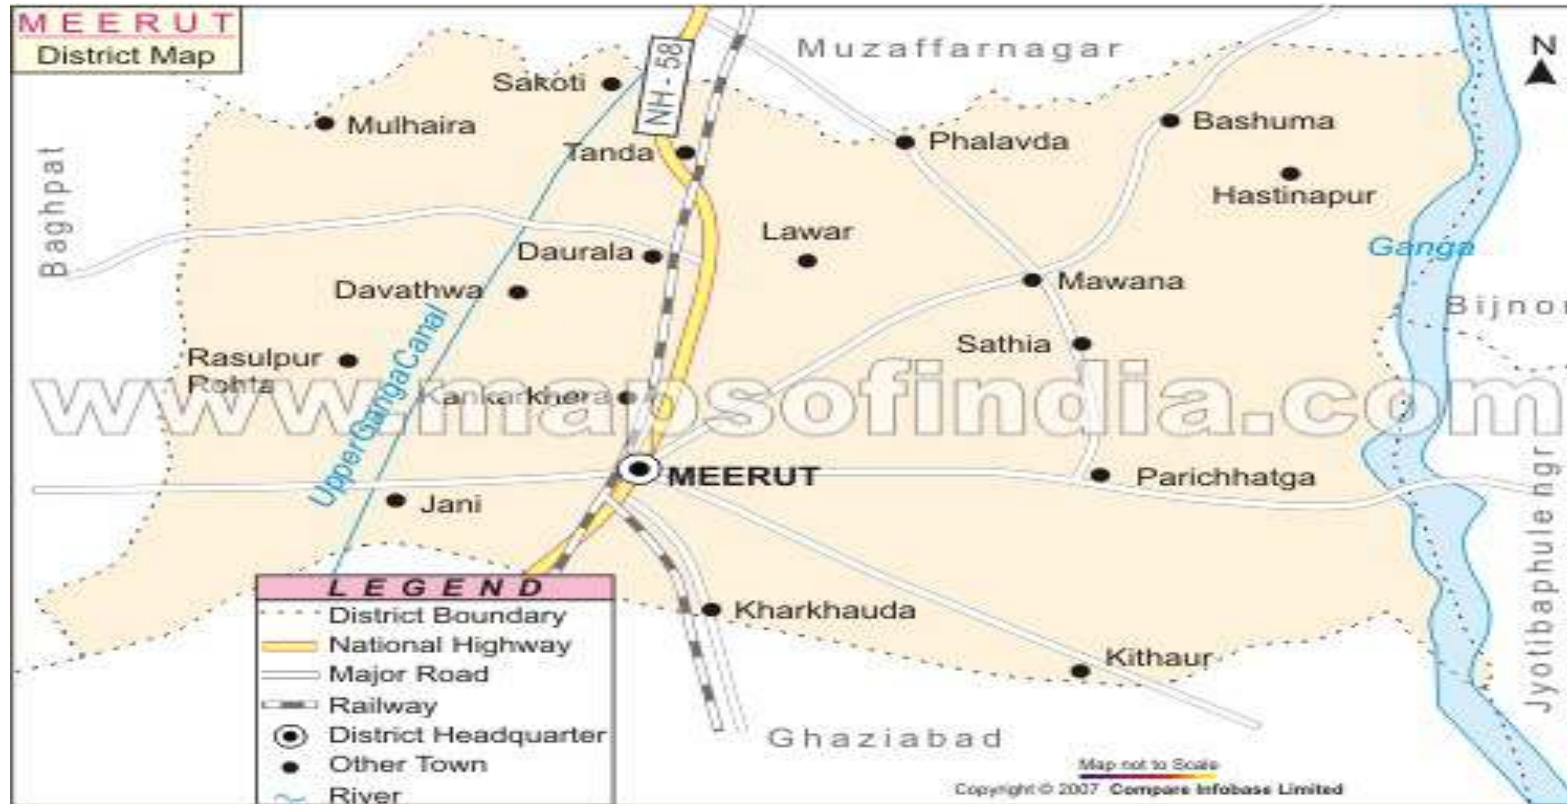 MEERUT
District Map
Muzaffarnagar
N
NH - 58
Sakoti
Mulhaira
Tanda
Phalavda
Bashuma
Hastinapur
Baghpat
Lawar
Daurala
Ganga
Davathwa
Mawana
Bijnor
Sathia
Rasulpur
Rohta
Upper Ganga Canal
www.mapsofindia.com
Kankarkhera
MEERUT
Parichhatga
Jani
Jyotibaphulengr
LEGEND
District Boundary
National Highway
Major Road
Railway
District Headquarter
Other Town
River
Kharkhauda
Kithaur
Ghaziabad
Map not to Scale
Copyright © 2007 Compare Infobase Limited